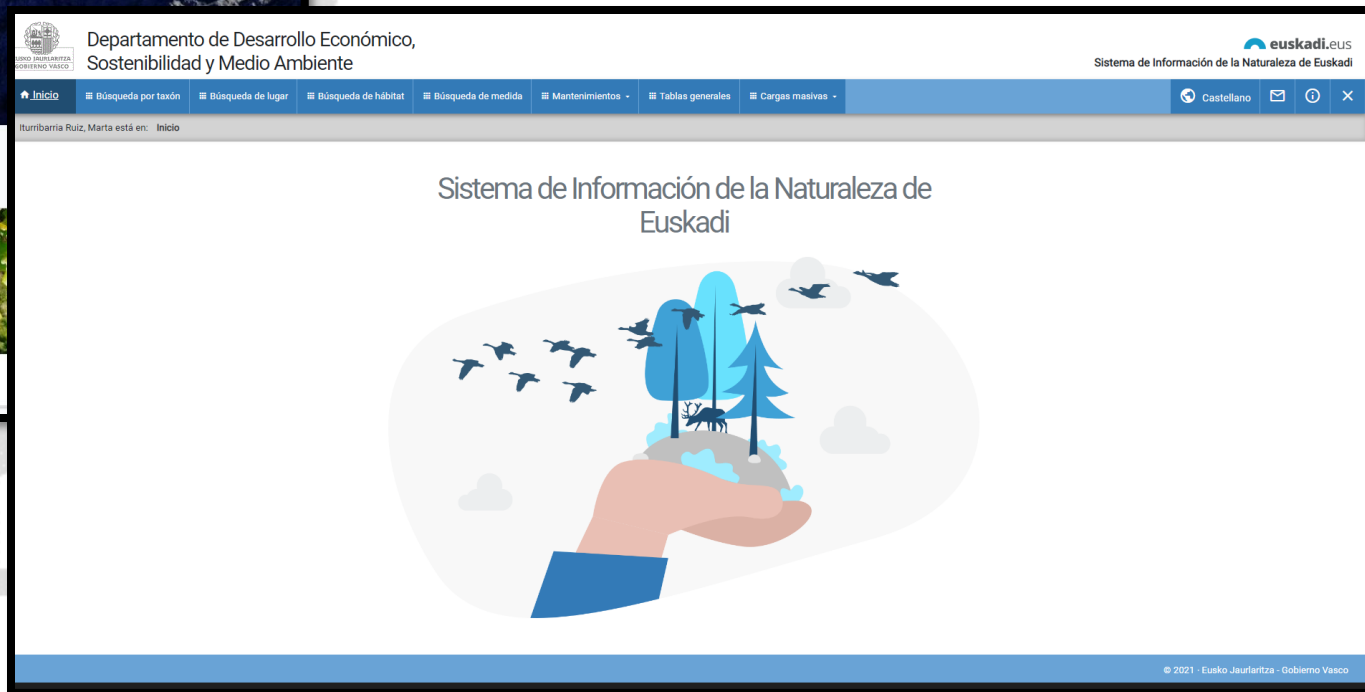 EUSKO JAURLARITZA
GOBIERNO VASCO
Departamento de Desarrollo Económico,
Sostenibilidad y Medio Ambiente
euskadi.eus
Sistema de Información de la Naturaleza de Euskadi
Inicio
Búsqueda por taxón
Búsqueda de lugar
Búsqueda de hábitat
Búsqueda de medida
Mantenimientos
Tablas generales
Cargas masivas
Castellano
Iturribarria Ruiz, Marta está en: Inicio
Sistema de Información de la Naturaleza de
Euskadi
© 2021 - Eusko Jaurlaritza - Gobierno Vasco